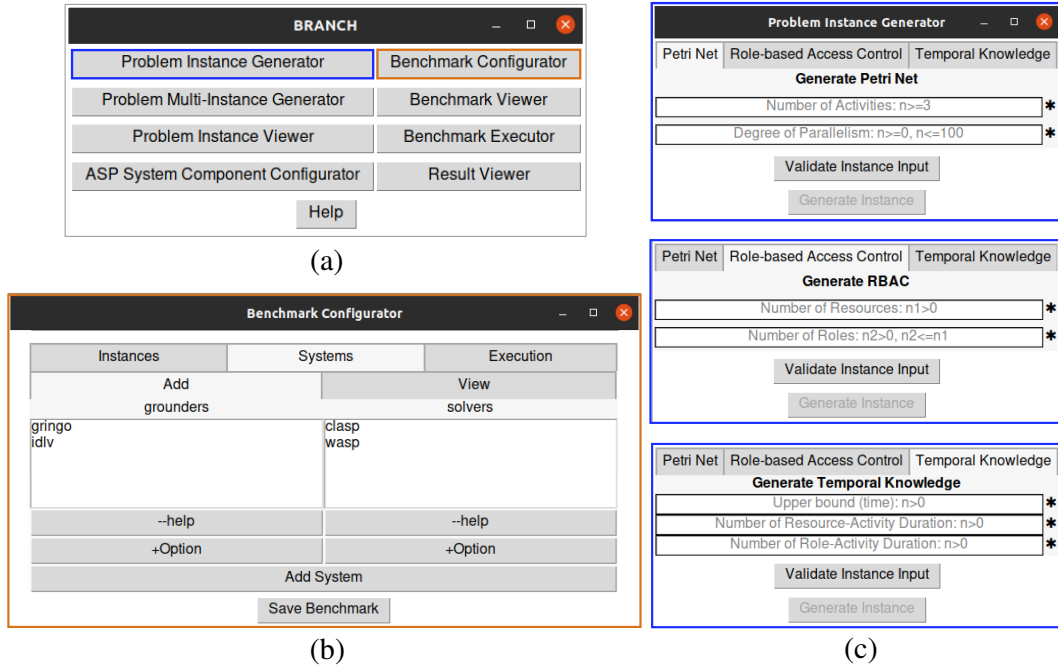 BRANCH
Problem Instance Generator Benchmark Configurator
Problem Multi-Instance Generator Benchmark Viewer
Problem Instance Viewer Benchmark Executor
ASP System Component Configurator Result Viewer
Help
(a)
Benchmark Configurator
Instances Systems Execution
Add View
grounders solvers
gringo clasp
idlv wasp
--help --help
+Option +Option
Add System
Save Benchmark
(b)
Problem Instance Generator
Petri Net Role-based Access Control Temporal Knowledge
Generate Petri Net
Number of Activities: n>=3 ✱
Degree of Parallelism: n>=0, n<=100 ✱
Validate Instance Input
Generate Instance
Petri Net Role-based Access Control Temporal Knowledge
Generate RBAC
Number of Resources: n1>0 ✱
Number of Roles: n2>0, n2<=n1 ✱
Validate Instance Input
Generate Instance
Petri Net Role-based Access Control Temporal Knowledge
Generate Temporal Knowledge
Upper bound (time): n>0 ✱
Number of Resource-Activity Duration: n>0 ✱
Number of Role-Activity Duration: n>0 ✱
Validate Instance Input
Generate Instance
(c)